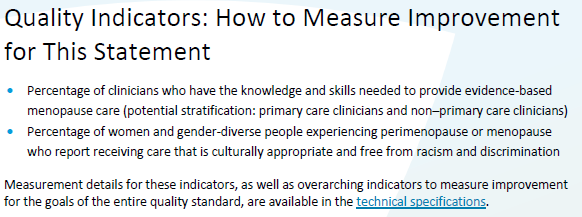 Quality Indicators: How to Measure Improvement
for This Statement
• Percentage of clinicians who have the knowledge and skills needed to provide evidence-based
menopause care (potential stratification: primary care clinicians and non–primary care clinicians)
• Percentage of women and gender-diverse people experiencing perimenopause or menopause
who report receiving care that is culturally appropriate and free from racism and discrimination
Measurement details for these indicators, as well as overarching indicators to measure improvement
for the goals of the entire quality standard, are available in the technical specifications.